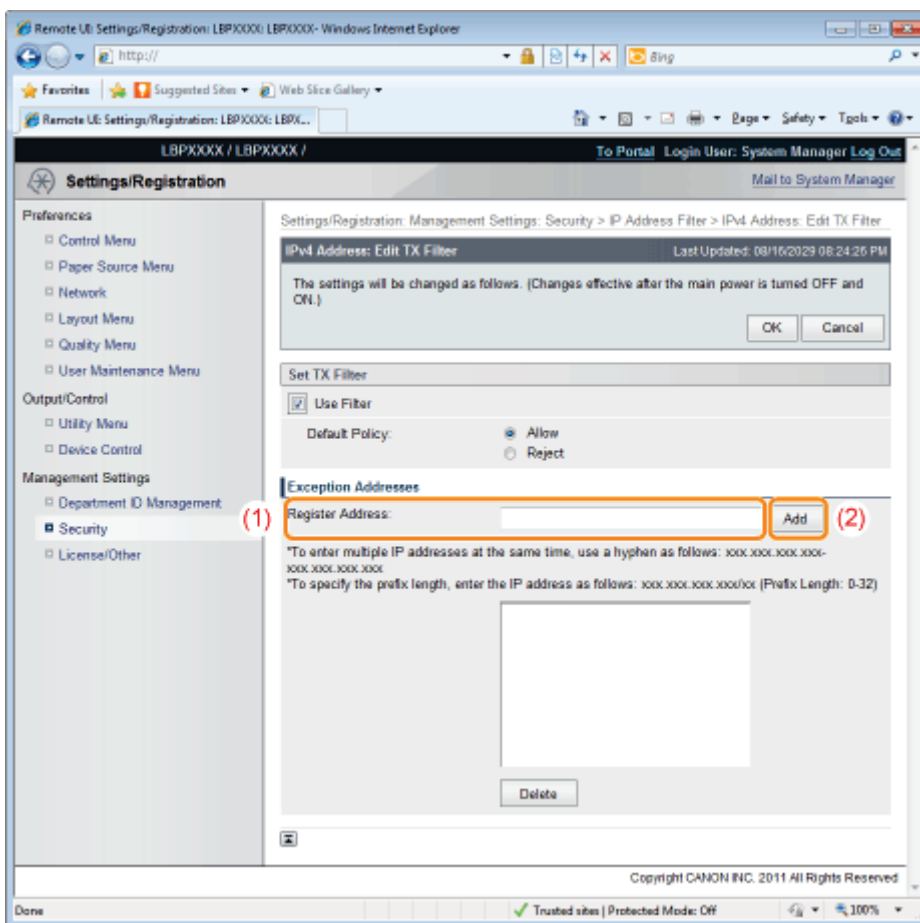 Remote UI: Settings/Registration: LBPXXXX: LBPXXXX- Windows Internet Explorer
http://
Bing
Favorites Suggested Sites Web Slice Gallery
Remote UI: Settings/Registration: LBPXXXX: LBPX...
Page Safety Tools
LBPXXXX / LBPXXXX /
To Portal Login User: System Manager Log Out
Settings/Registration
Mail to System Manager
Preferences
Control Menu
Paper Source Menu
Network
Layout Menu
Quality Menu
User Maintenance Menu
Output/Control
Utility Menu
Device Control
Management Settings
Department ID Management
Security
License/Other
Settings/Registration: Management Settings: Security > IP Address Filter > IPv4 Address: Edit TX Filter
IPv4 Address: Edit TX Filter
Last Updated: 08/16/2029 08:24:26 PM
The settings will be changed as follows. (Changes effective after the main power is turned OFF and
ON.)
OK Cancel
Set TX Filter
Use Filter
Default Policy: Allow
Reject
Exception Addresses
(1) Register Address: Add (2)
*To enter multiple IP addresses at the same time, use a hyphen as follows: xxx.xxx.xxx.xxx-
xxx.xxx.xxx.xxx
*To specify the prefix length, enter the IP address as follows: xxx.xxx.xxx.xxx/xx (Prefix Length: 0-32)
Delete
Copyright CANON INC. 2011 All Rights Reserved
Done
Trusted sites | Protected Mode: Off
100%